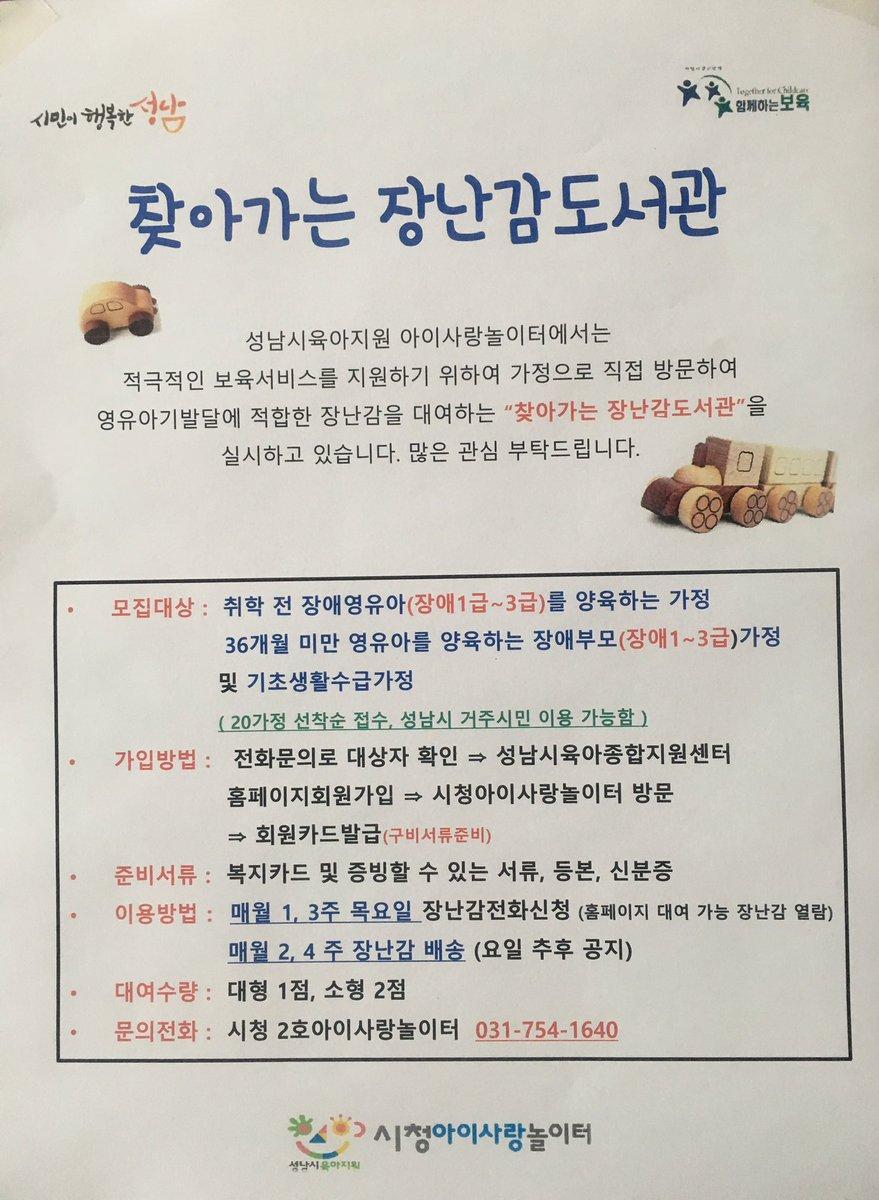 시민이 행복한 성남
Together for Childcare
함께하는보육
찾아가는 장난감도서관
성남시육아지원 아이사랑놀이터에서는
적극적인 보육서비스를 지원하기 위하여 가정으로 직접 방문하여
영유아기발달에 적합한 장난감을 대여하는 “찾아가는 장난감도서관”을
실시하고 있습니다. 많은 관심 부탁드립니다.
• 모집대상 : 취학 전 장애영유아(장애1급~3급)를 양육하는 가정
36개월 미만 영유아를 양육하는 장애부모(장애1~3급)가정
및 기초생활수급가정
( 20가정 선착순 접수, 성남시 거주시민 이용 가능함 )
• 가입방법 : 전화문의로 대상자 확인 ⇒ 성남시육아종합지원센터
홈페이지회원가입 ⇒ 시청아이사랑놀이터 방문
⇒ 회원카드발급(구비서류준비)
• 준비서류 : 복지카드 및 증빙할 수 있는 서류, 등본, 신분증
• 이용방법 : 매월 1, 3주 목요일 장난감전화신청 (홈페이지 대여 가능 장난감 열람)
매월 2, 4 주 장난감 배송 (요일 추후 공지)
• 대여수량 : 대형 1점, 소형 2점
• 문의전화 : 시청 2호아이사랑놀이터 031-754-1640
시청아이사랑놀이터
성남시육아지원